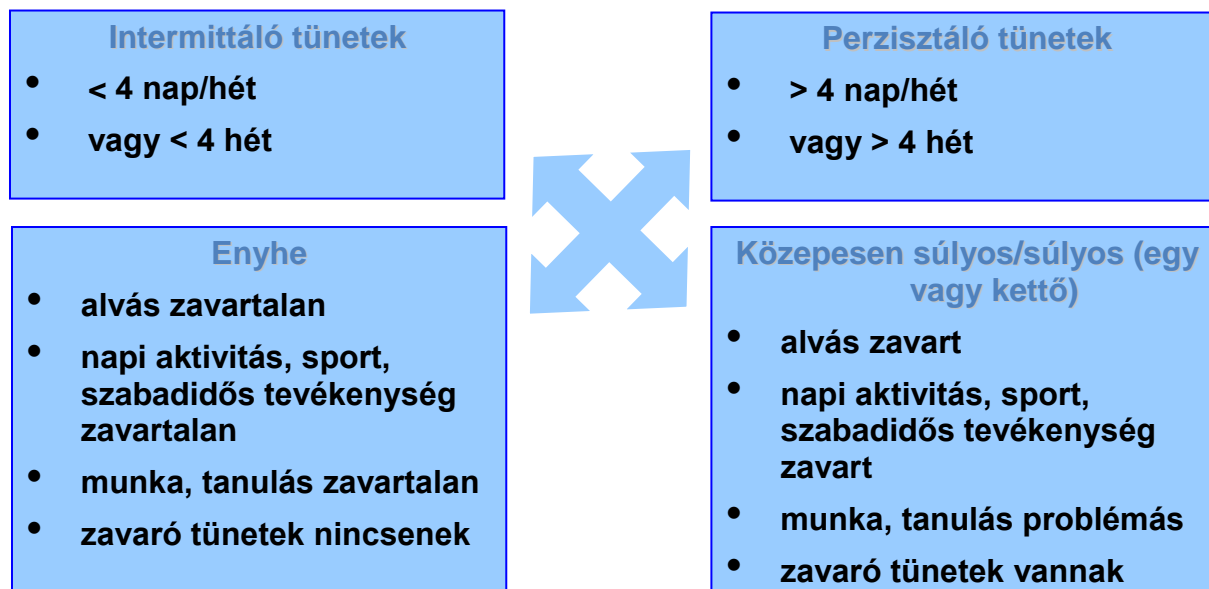 Intermittáló tünetek
• < 4 nap/hét
• vagy < 4 hét
Perzisztáló tünetek
• > 4 nap/hét
• vagy > 4 hét
Enyhe
• alvás zavartalan
• napi aktivitás, sport,
szabadidős tevékenység
zavartalan
• munka, tanulás zavartalan
• zavaró tünetek nincsenek
Közepesen súlyos/súlyos (egy
vagy kettő)
• alvás zavart
• napi aktivitás, sport,
szabadidős tevékenység
zavart
• munka, tanulás problémás
• zavaró tünetek vannak